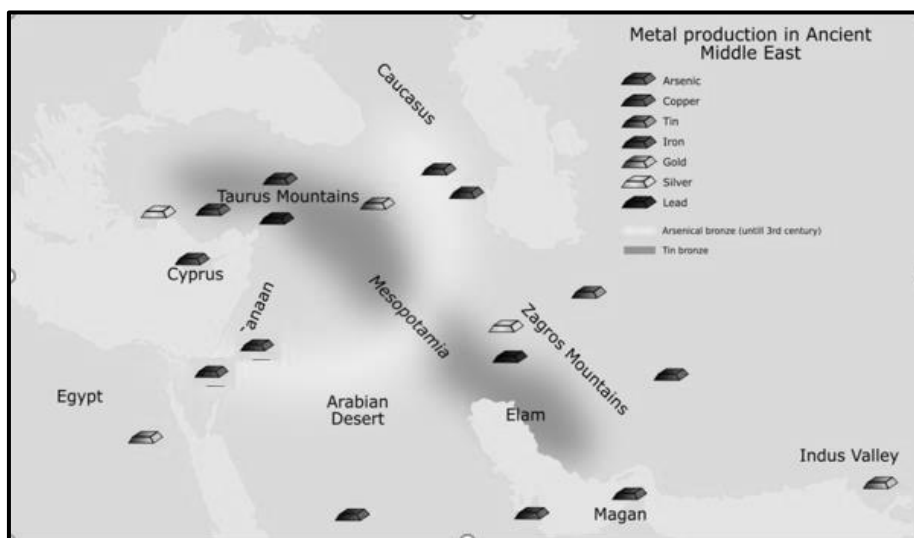 Metal production in Ancient
Middle East
Arsenic
Copper
Tin
Iron
Gold
Silver
Lead
Arsenical bronze (untill 3rd century)
Tin bronze
Caucasus
Taurus Mountains
Cyprus
`anaan
Mesopotamia
Zagros Mountains
Egypt
Arabian
Desert
Elam
Indus Valley
Magan